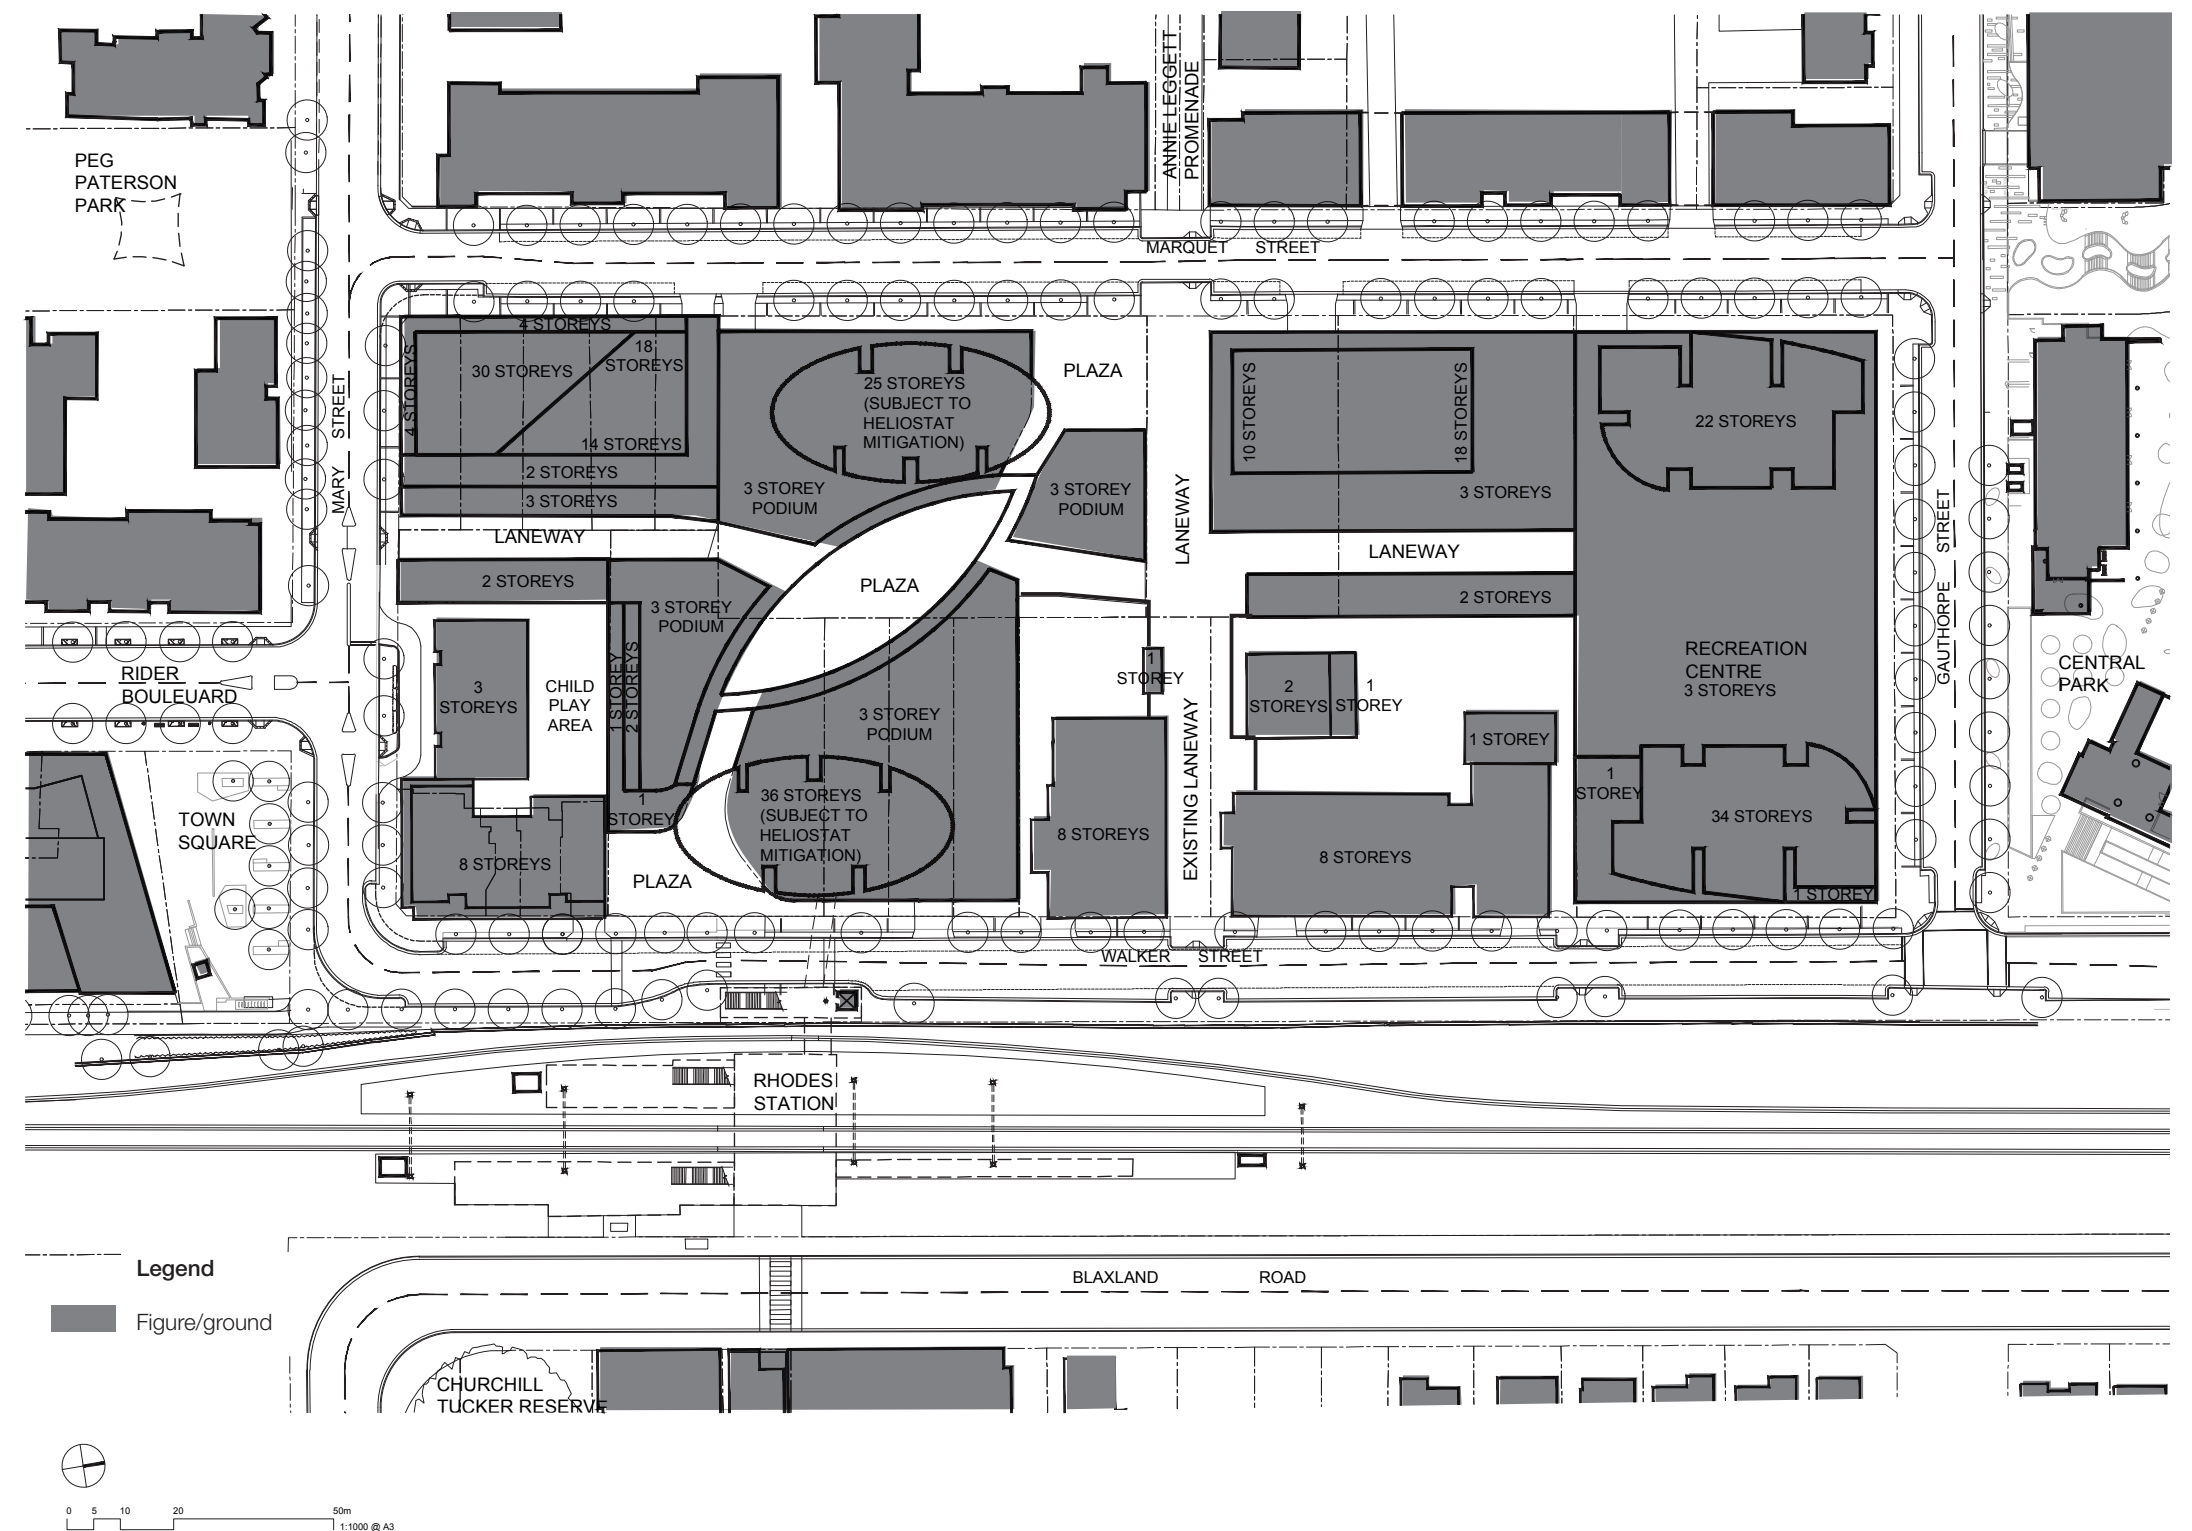 ANNIE LEGGETT
PROMENADE
PEG
PATERSON
PARK
MARQUET STREET
4 STOREYS
4 STOREYS
30 STOREYS
18
STOREYS
14 STOREYS
2 STOREYS
3 STOREYS
25 STOREYS
(SUBJECT TO
HELIOSTAT
MITIGATION)
3 STOREY
PODIUM
PLAZA
3 STOREY
PODIUM
LANEWAY
10 STOREYS
18 STOREYS
3 STOREYS
22 STOREYS
MARY STREET
GAUTHORPE STREET
LANEWAY
LANEWAY
2 STOREYS
PLAZA
2 STOREYS
3 STOREY
PODIUM
1 STOREY
2 STOREYS
RIDER
BOULEUARD
3
STOREYS
CHILD
PLAY
AREA
1
STOREY
2
STOREYS
1
STOREY
RECREATION
CENTRE
3 STOREYS
CENTRAL
PARK
3 STOREY
PODIUM
1 STOREY
EXISTING LANEWAY
TOWN
SQUARE
1
STOREY
36 STOREYS
(SUBJECT TO
HELIOSTAT
MITIGATION)
1
STOREY
34 STOREYS
8 STOREYS
8 STOREYS
8 STOREYS
PLAZA
1 STOREY
WALKER STREET
RHODES
STATION
Legend
Figure/ground
BLAXLAND ROAD
CHURCHILL
TUCKER RESERVE
0 5 10 20 50m
1:1000 @ A3